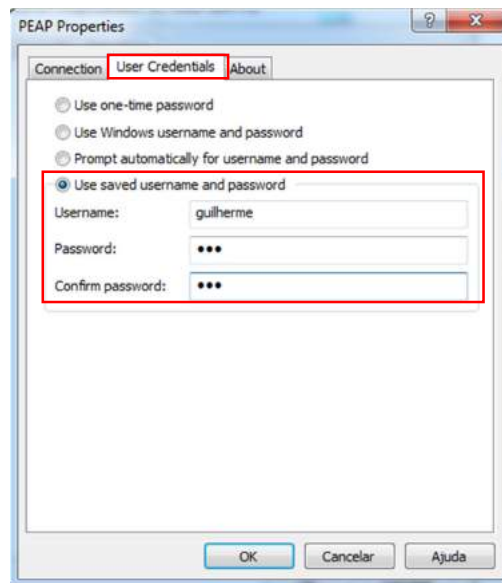 PEAP Properties
Connection User Credentials About
Use one-time password
Use Windows username and password
Prompt automatically for username and password
Use saved username and password
Username: guilherme
Password: •••
Confirm password: •••
OK Cancelar Ajuda